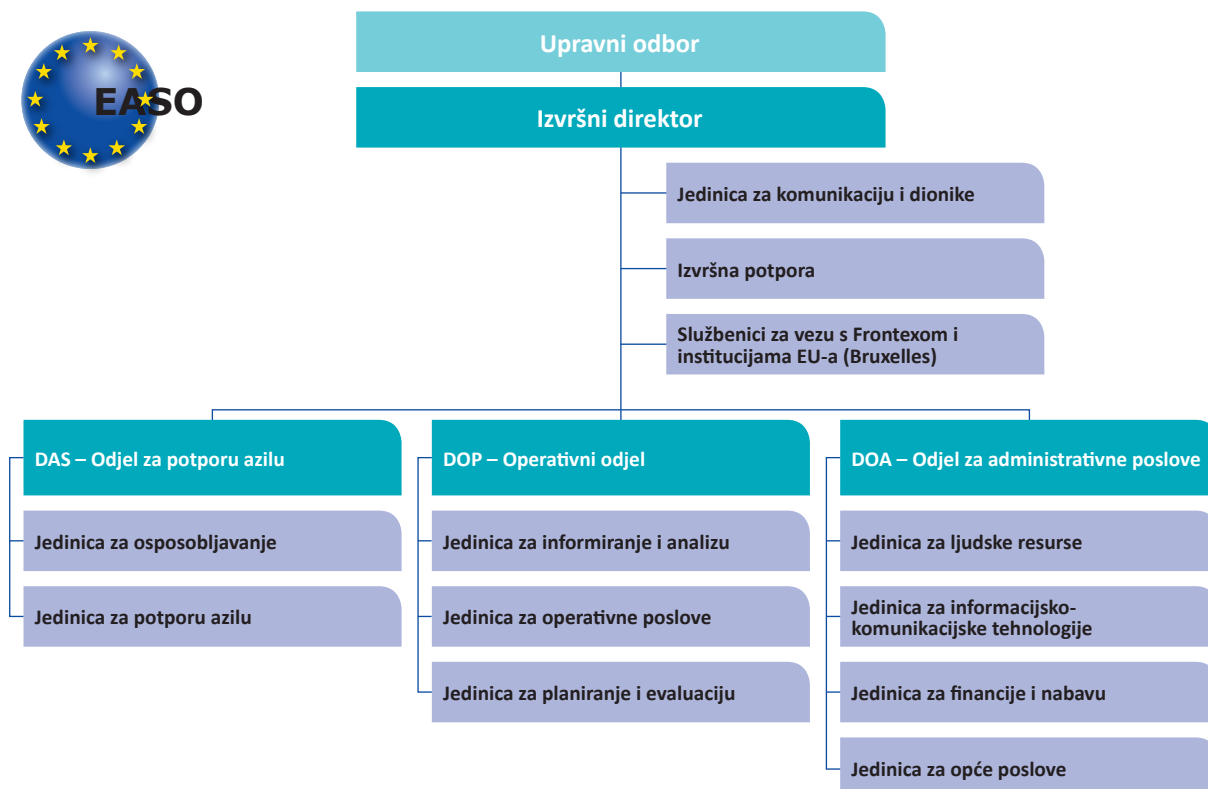 EASO
Upravni odbor
Izvršni direktor
Jedinica za komunikaciju i dionike
Izvršna potpora
Službenici za vezu s Frontexom i
institucijama EU-a (Bruxelles)
DAS – Odjel za potporu azilu
Jedinica za osposobljavanje
Jedinica za potporu azilu
DOP – Operativni odjel
Jedinica za informiranje i analizu
Jedinica za operativne poslove
Jedinica za planiranje i evaluaciju
DOA – Odjel za administrativne poslove
Jedinica za ljudske resurse
Jedinica za informacijsko-
komunikacijske tehnologije
Jedinica za financije i nabavu
Jedinica za opće poslove